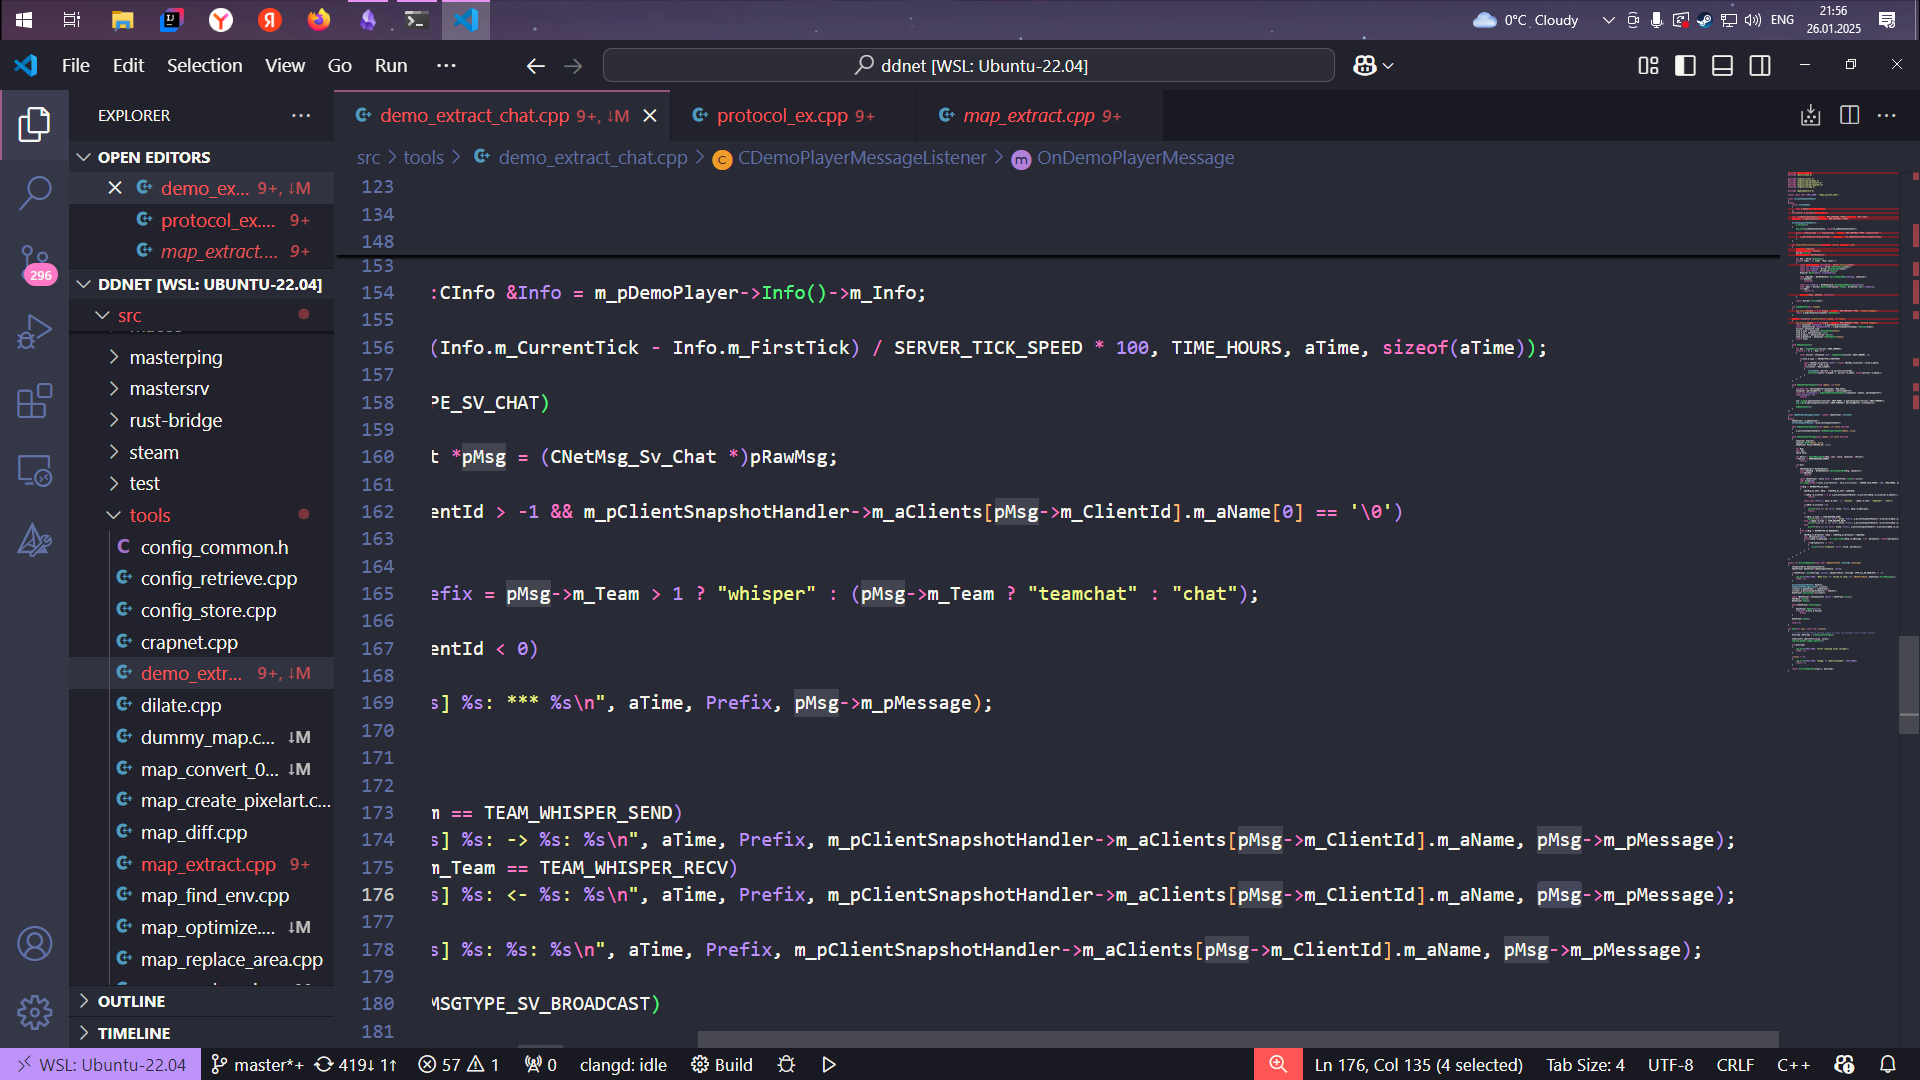 0°C Cloudy
ENG
21:56
26.01.2025
File Edit Selection View Go Run ···
ddnet [WSL: Ubuntu-22.04]
EXPLORER ···
demo_extract_chat.cpp 9+, ↓M
protocol_ex.cpp 9+
map_extract.cpp 9+
src > tools > demo_extract_chat.cpp > CDemoPlayerMessageListener > OnDemoPlayerMessage
OPEN EDITORS
demo_ex... 9+, ↓M
protocol_ex.... 9+
map_extract.... 9+
DDNET [WSL: UBUNTU-22.04]
src
masterping
mastersrv
rust-bridge
steam
test
tools
config_common.h
config_retrieve.cpp
config_store.cpp
crapnet.cpp
demo_extr... 9+, ↓M
dilate.cpp
dummy_map.c... ↓M
map_convert_0... ↓M
map_create_pixelart.c...
map_diff.cpp
map_extract.cpp 9+
map_find_env.cpp
map_optimize.... ↓M
map_replace_area.cpp
OUTLINE
TIMELINE
296
123
134
148
153
154 :CInfo &Info = m_pDemoPlayer->Info()->m_Info;
155
156 (Info.m_CurrentTick - Info.m_FirstTick) / SERVER_TICK_SPEED * 100, TIME_HOURS, aTime, sizeof(aTime));
157
158 PE_SV_CHAT)
159
160 t *pMsg = (CNetMsg_Sv_Chat *)pRawMsg;
161
162 entId > -1 && m_pClientSnapshotHandler->m_aClients[pMsg->m_ClientId].m_aName[0] == '\0')
163
164
165 efix = pMsg->m_Team > 1 ? "whisper" : (pMsg->m_Team ? "teamchat" : "chat");
166
167 entId < 0)
168
169 s] %s: *** %s\n", aTime, Prefix, pMsg->m_pMessage);
170
171
172
173 m == TEAM_WHISPER_SEND)
174 s] %s: -> %s: %s\n", aTime, Prefix, m_pClientSnapshotHandler->m_aClients[pMsg->m_ClientId].m_aName, pMsg->m_pMessage);
175 m_Team == TEAM_WHISPER_RECV)
176 s] %s: <- %s: %s\n", aTime, Prefix, m_pClientSnapshotHandler->m_aClients[pMsg->m_ClientId].m_aName, pMsg->m_pMessage);
177
178 s] %s: %s: %s\n", aTime, Prefix, m_pClientSnapshotHandler->m_aClients[pMsg->m_ClientId].m_aName, pMsg->m_pMessage);
179
180 MSGTYPE_SV_BROADCAST)
181
WSL: Ubuntu-22.04 master*+ 419↓ 1↑ 57 1 0 clangd: idle Build Ln 176, Col 135 (4 selected) Tab Size: 4 UTF-8 CRLF C++